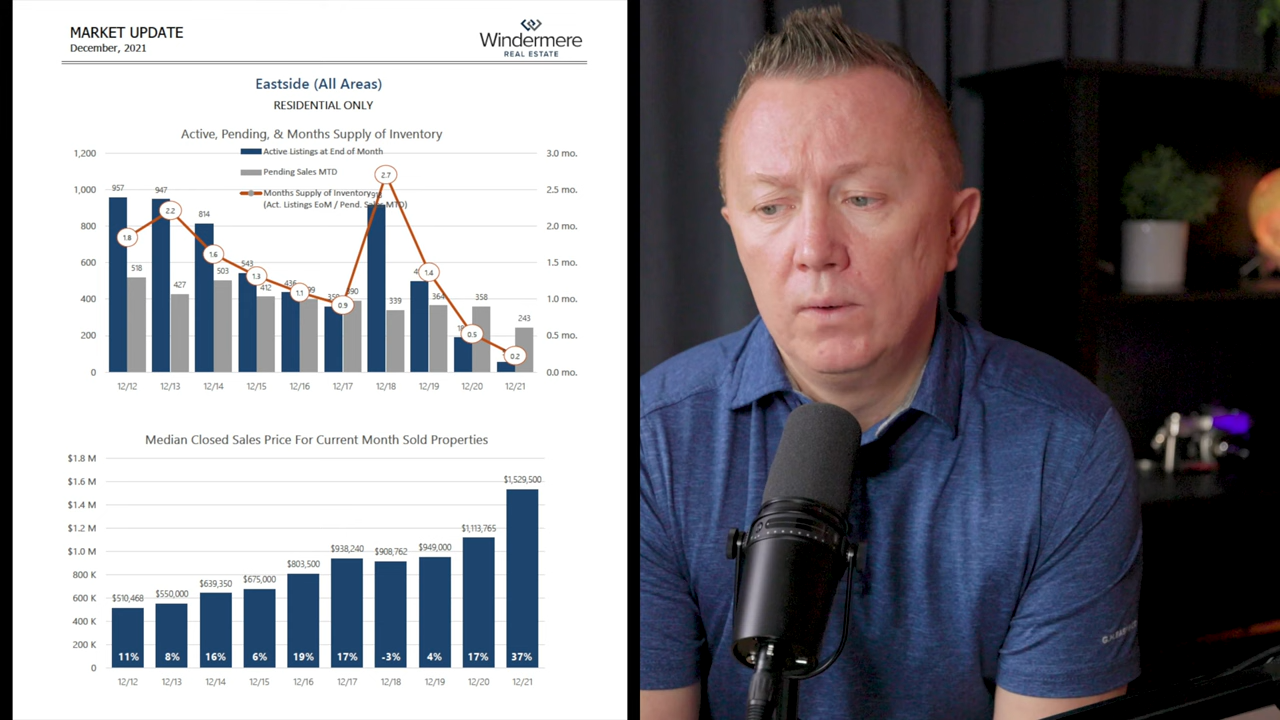 MARKET UPDATE
December, 2021
Windermere
REAL ESTATE
Eastside (All Areas)
RESIDENTIAL ONLY
Active, Pending, & Months Supply of Inventory
1,200
1,000
800
600
400
200
0
3.0 mo.
2.5 mo.
2.0 mo.
1.5 mo.
1.0 mo.
0.5 mo.
0.0 mo.
Active Listings at End of Month
Pending Sales MTD
Months Supply of Inventory
(Act. Listings EoM / Pend. Sales MTD)
957
947
814
543
518
427
503
412
339
364
358
243
1.8
2.2
1.6
1.3
1.1
0.9
2.7
1.4
0.5
0.2
12/12 12/13 12/14 12/15 12/16 12/17 12/18 12/19 12/20 12/21
Median Closed Sales Price For Current Month Sold Properties
$1.8 M
$1.6 M
$1.4 M
$1.2 M
$1.0 M
800 K
600 K
400 K
200 K
0
$510,468
$550,000
$639,350
$675,000
$803,500
$938,240
$908,762
$949,000
$1,113,765
$1,529,500
11% 8% 16% 6% 19% 17% -3% 4% 17% 37%
12/12 12/13 12/14 12/15 12/16 12/17 12/18 12/19 12/20 12/21